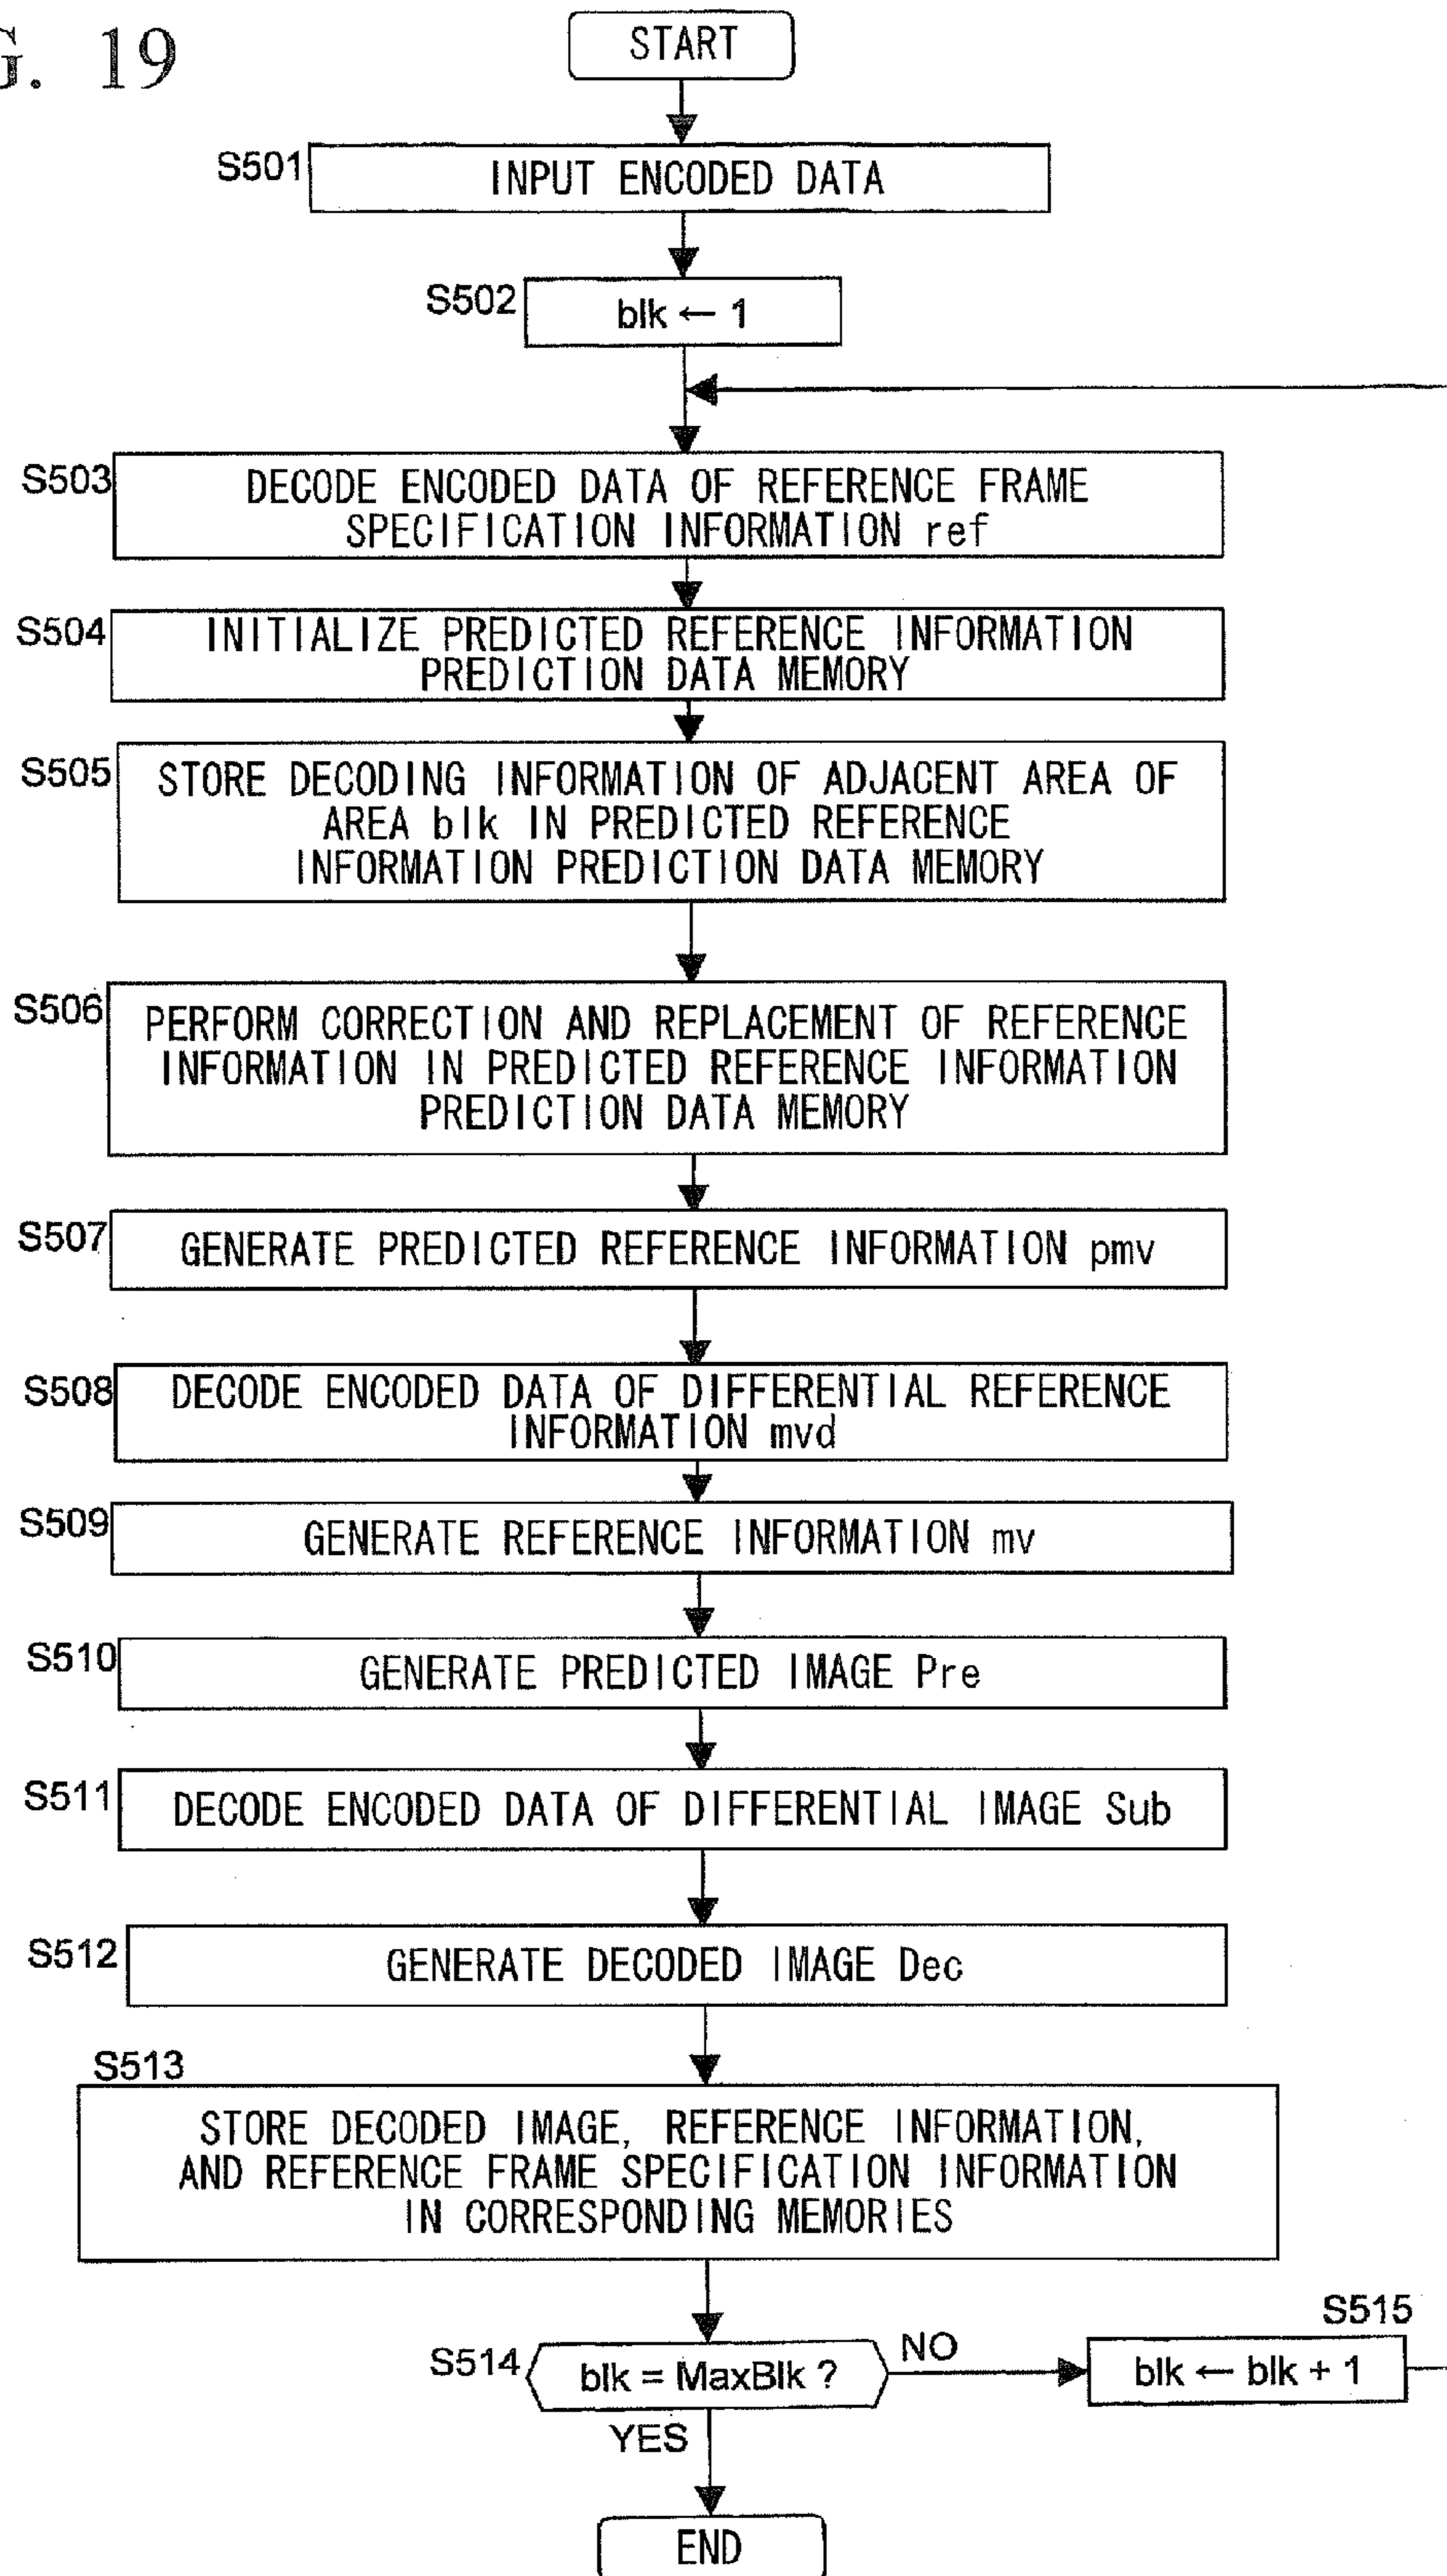 G. 19
START
S501
INPUT ENCODED DATA
S502
blk ← 1
S503
DECODE ENCODED DATA OF REFERENCE FRAME
SPECIFICATION INFORMATION ref
S504
INITIALIZE PREDICTED REFERENCE INFORMATION
PREDICTION DATA MEMORY
S505
STORE DECODING INFORMATION OF ADJACENT AREA OF
AREA blk IN PREDICTED REFERENCE
INFORMATION PREDICTION DATA MEMORY
S506
PERFORM CORRECTION AND REPLACEMENT OF REFERENCE
INFORMATION IN PREDICTED REFERENCE INFORMATION
PREDICTION DATA MEMORY
S507
GENERATE PREDICTED REFERENCE INFORMATION pmv
S508
DECODE ENCODED DATA OF DIFFERENTIAL REFERENCE
INFORMATION mvd
S509
GENERATE REFERENCE INFORMATION mv
S510
GENERATE PREDICTED IMAGE Pre
S511
DECODE ENCODED DATA OF DIFFERENTIAL IMAGE Sub
S512
GENERATE DECODED IMAGE Dec
S513
STORE DECODED IMAGE, REFERENCE INFORMATION,
AND REFERENCE FRAME SPECIFICATION INFORMATION
IN CORRESPONDING MEMORIES
S514
blk = MaxBlk ?
NO
S515
blk ← blk + 1
YES
END